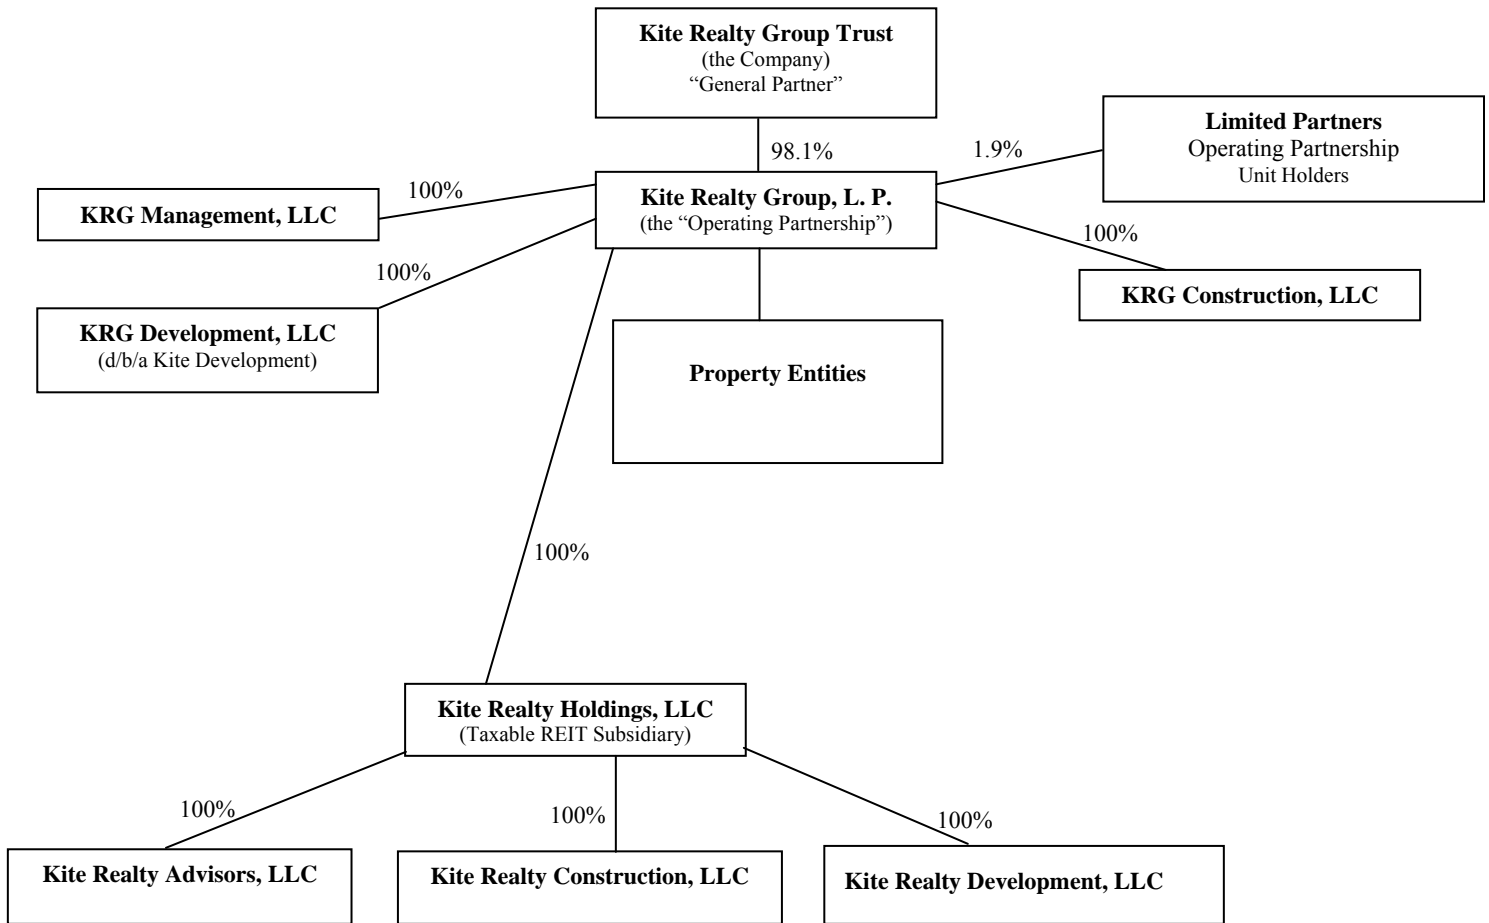 Kite Realty Group Trust
(the Company)
“General Partner”
Limited Partners
Operating Partnership
Unit Holders
98.1%
1.9%
Kite Realty Group, L. P.
(the “Operating Partnership”)
100%
KRG Management, LLC
100%
KRG Construction, LLC
100%
KRG Development, LLC
(d/b/a Kite Development)
Property Entities
100%
Kite Realty Holdings, LLC
(Taxable REIT Subsidiary)
100%
100%
100%
Kite Realty Advisors, LLC
Kite Realty Construction, LLC
Kite Realty Development, LLC